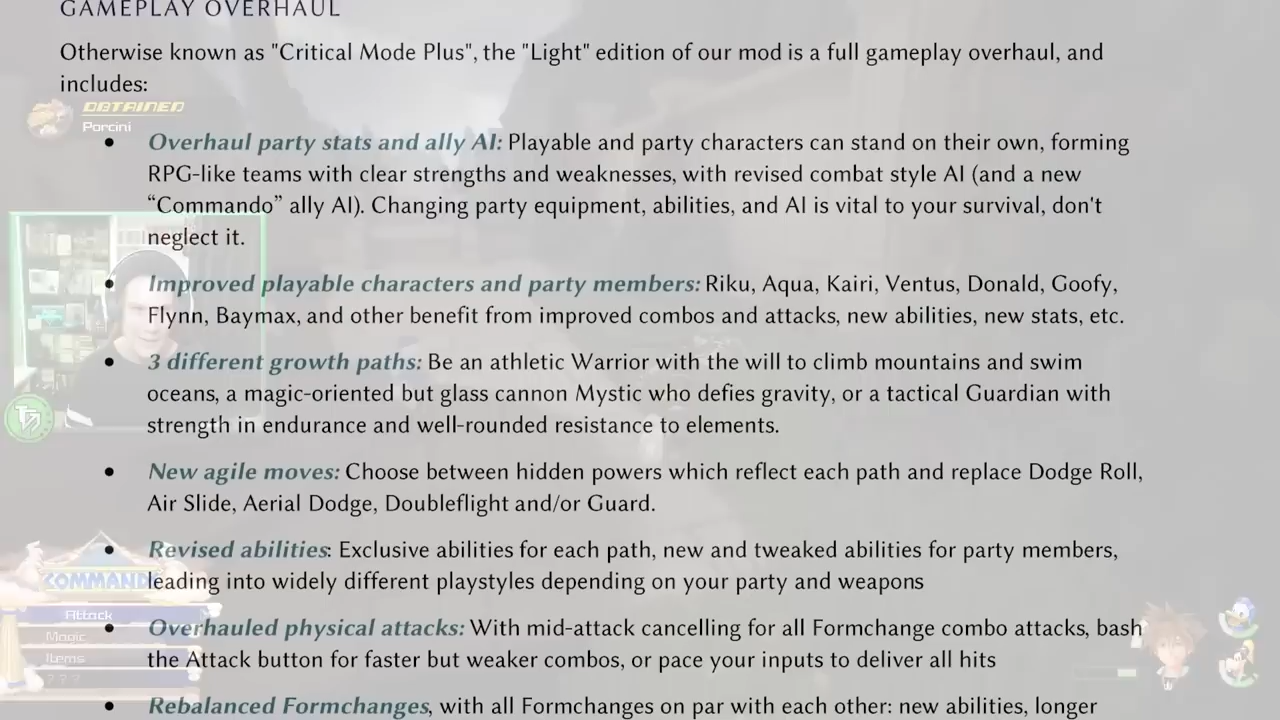 GAMEPLAY OVERHAUL
Otherwise known as "Critical Mode Plus", the "Light" edition of our mod is a full gameplay overhaul, and
includes:
OBTAINED
Porcini
• Overhaul party stats and ally AI: Playable and party characters can stand on their own, forming
RPG-like teams with clear strengths and weaknesses, with revised combat style AI (and a new
“Commando” ally AI). Changing party equipment, abilities, and AI is vital to your survival, don't
neglect it.
• Improved playable characters and party members: Riku, Aqua, Kairi, Ventus, Donald, Goofy,
Flynn, Baymax, and other benefit from improved combos and attacks, new abilities, new stats, etc.
• 3 different growth paths: Be an athletic Warrior with the will to climb mountains and swim
oceans, a magic-oriented but glass cannon Mystic who defies gravity, or a tactical Guardian with
strength in endurance and well-rounded resistance to elements.
• New agile moves: Choose between hidden powers which reflect each path and replace Dodge Roll,
Air Slide, Aerial Dodge, Doubleflight and/or Guard.
• Revised abilities: Exclusive abilities for each path, new and tweaked abilities for party members,
leading into widely different playstyles depending on your party and weapons
COMMANDS
Attack
Magic
Items
???
• Overhauled physical attacks: With mid-attack cancelling for all Formchange combo attacks, bash
the Attack button for faster but weaker combos, or pace your inputs to deliver all hits
• Rebalanced Formchanges, with all Formchanges on par with each other: new abilities, longer